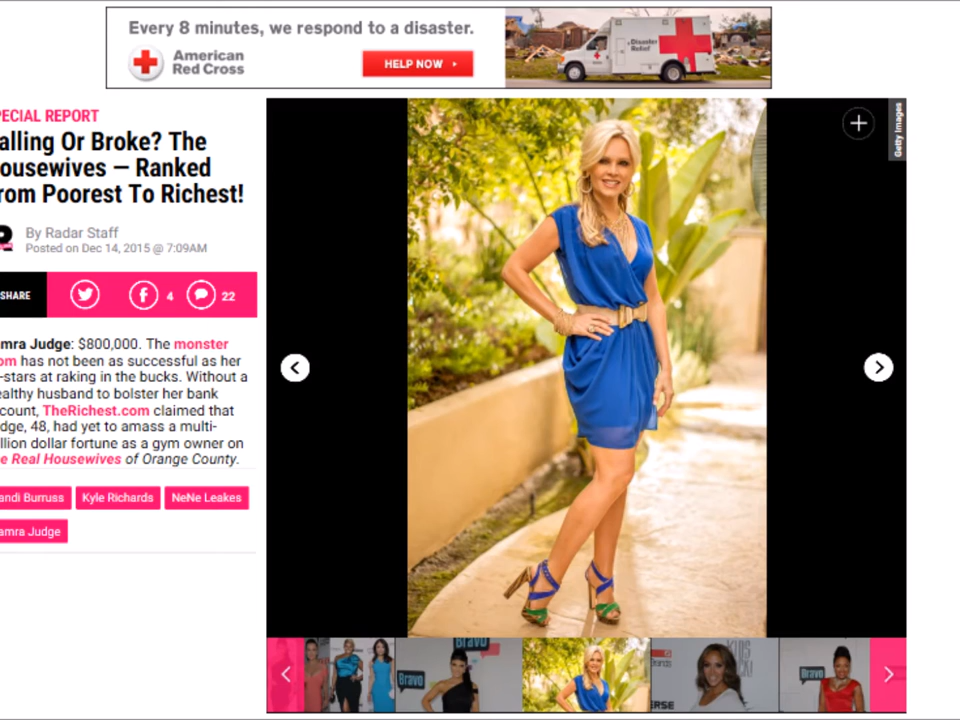 Every 8 minutes, we respond to a disaster.
American
Red Cross
HELP NOW
Disaster
Relief
PECIAL REPORT
alling Or Broke? The
ousewives — Ranked
rom Poorest To Richest!
By Radar Staff
Posted on Dec 14, 2015 @ 7:09AM
SHARE
4
22
mra Judge: $800,000. The monster
om has not been as successful as her
-stars at raking in the bucks. Without a
ealthy husband to bolster her bank
count, TheRichest.com claimed that
dge, 48, had yet to amass a multi-
llion dollar fortune as a gym owner on
e Real Housewives of Orange County.
andi Burruss Kyle Richards NeNe Leakes
amra Judge
Getty Images
Bravo
Bravo
ERSE
Bravo